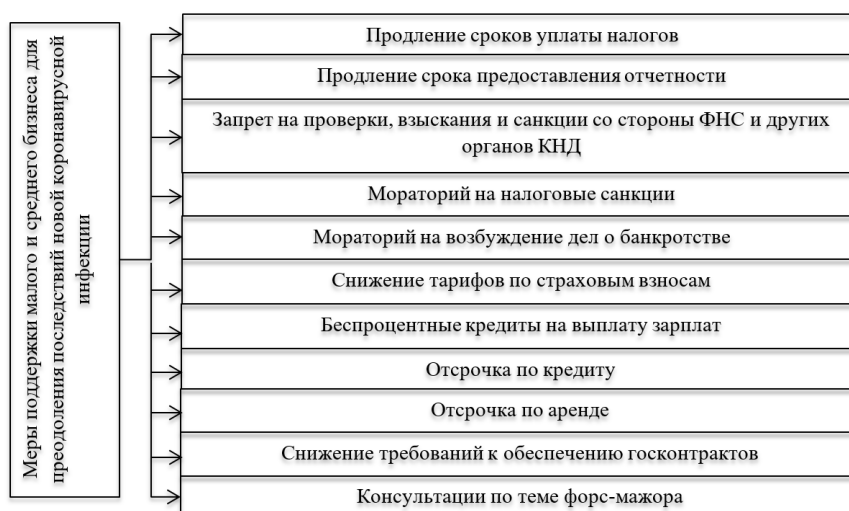 Меры поддержки малого и среднего бизнеса для
преодоления последствий новой коронавирусной
инфекции
Продление сроков уплаты налогов
Продление срока предоставления отчетности
Запрет на проверки, взыскания и санкции со стороны ФНС и других
органов КНД
Мораторий на налоговые санкции
Мораторий на возбуждение дел о банкротстве
Снижение тарифов по страховым взносам
Беспроцентные кредиты на выплату зарплат
Отсрочка по кредиту
Отсрочка по аренде
Снижение требований к обеспечению госконтрактов
Консультации по теме форс-мажора